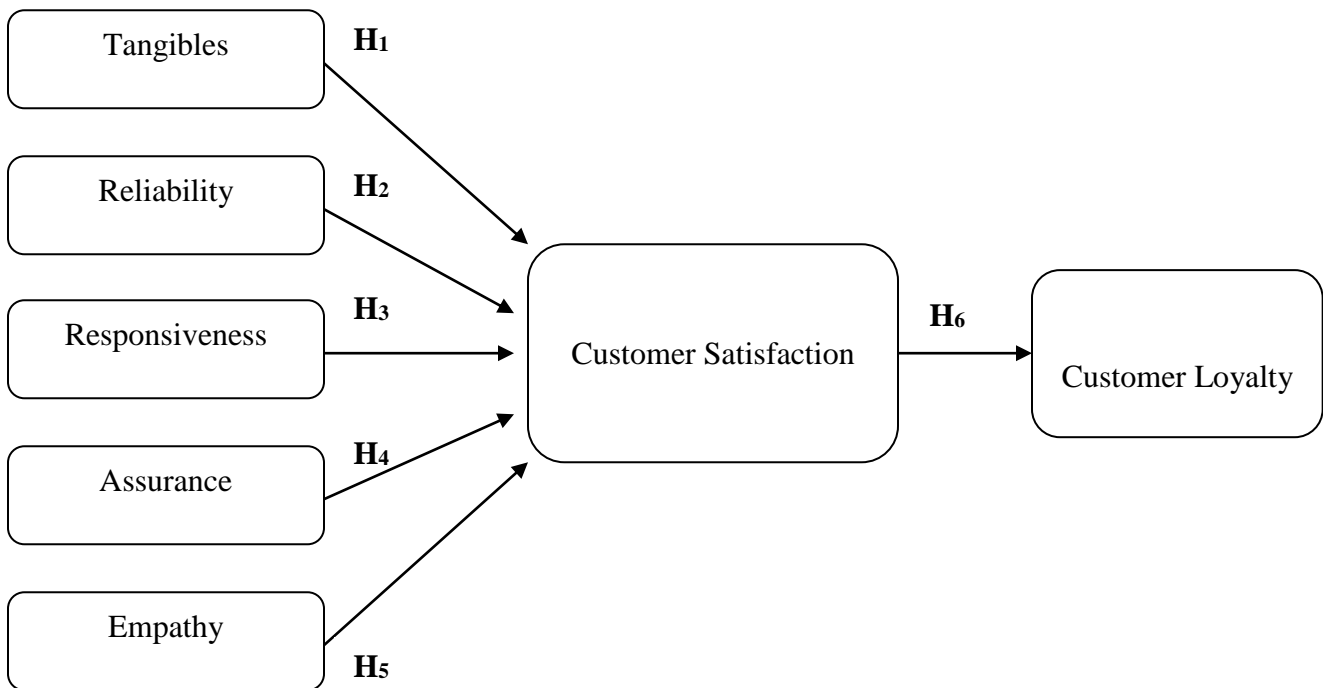 Tangibles
H1
Reliability
H2
Responsiveness
H3
Assurance
H4
Empathy
H5
Customer Satisfaction
H6
Customer Loyalty